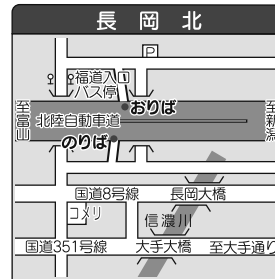 長岡北
P
福道入口
バス停
おりば
至富山
北陸自動車道
至新潟
のりば
国道8号線
長岡大橋
コメリ
信濃川
国道351号線
大手大橋
至大手通り